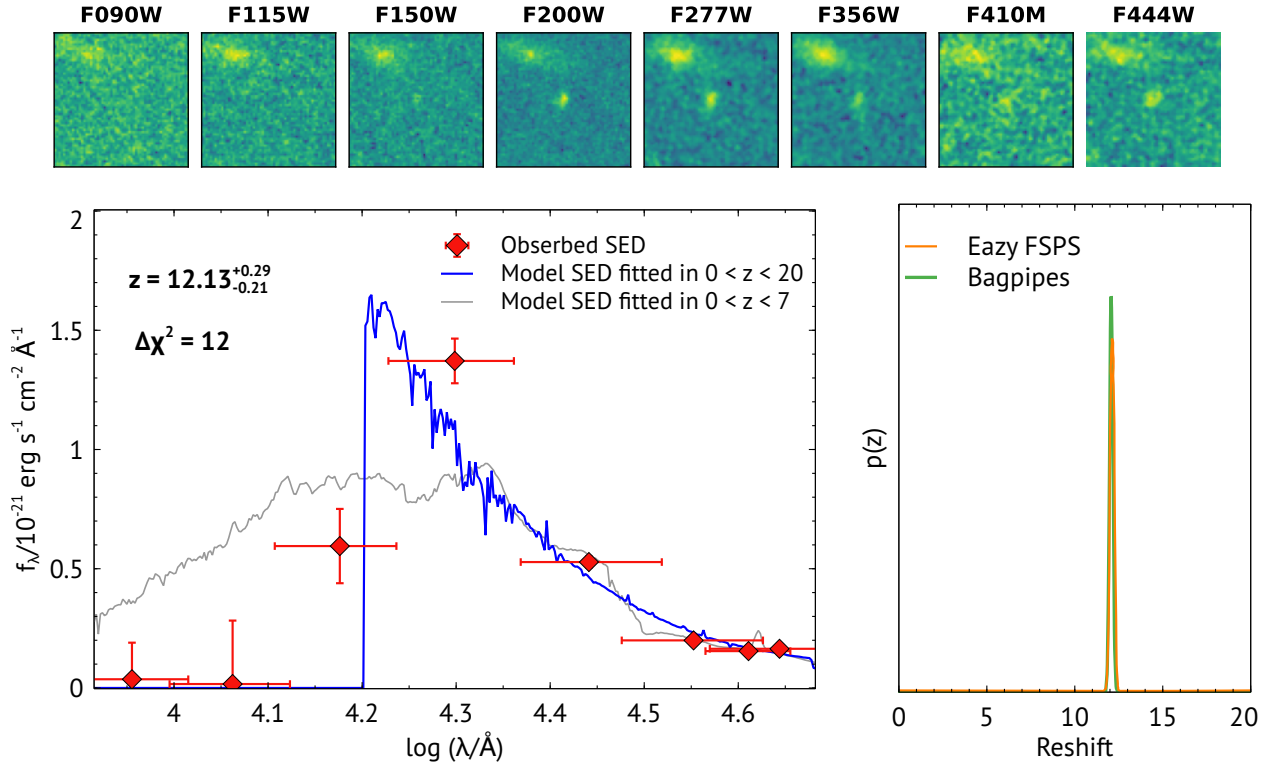 F090W F115W F150W F200W F277W F356W F410M F444W
2
1.5
1
0.5
0
f_λ/10^-21 erg s^-1 cm^-2 Å^-1
z = 12.13 +0.29 -0.21
Δχ^2 = 12
Obserbed SED
Model SED fitted in 0 < z < 20
Model SED fitted in 0 < z < 7
4 4.1 4.2 4.3 4.4 4.5 4.6
log (λ/Å)
p(z)
Eazy FSPS
Bagpipes
0 5 10 15 20
Reshift